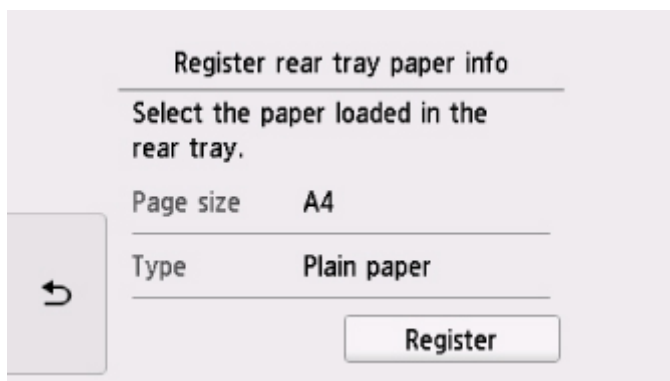 Register rear tray paper info
Select the paper loaded in the
rear tray.
Page size A4
Type Plain paper
Register